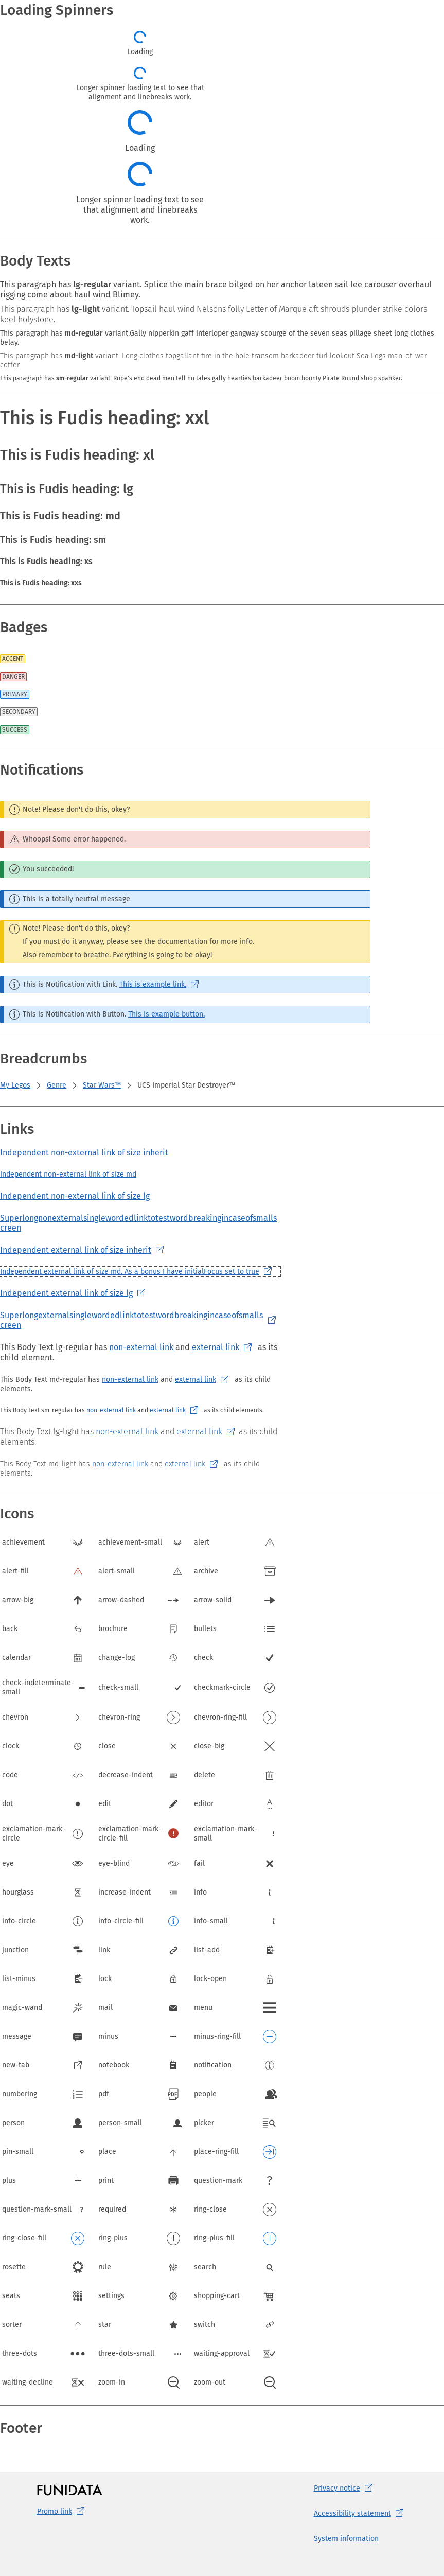 Loading Spinners
Loading
Longer spinner loading text to see that
alignment and linebreaks work.
Loading
Longer spinner loading text to see
that alignment and linebreaks
work.
Body Texts
This paragraph has lg-regular variant. Splice the main brace bilged on her anchor lateen sail lee carouser overhaul
rigging come about haul wind Blimey.
This paragraph has lg-light variant. Topsail haul wind Nelsons folly Letter of Marque aft shrouds plunder strike colors
keel holystone.
This paragraph has md-regular variant.Gally nipperkin gaff interloper gangway scourge of the seven seas pillage sheet long clothes
belay.
This paragraph has md-light variant. Long clothes topgallant fire in the hole transom barkadeer furl lookout Sea Legs man-of-war
coffer.
This paragraph has sm-regular variant. Rope's end dead men tell no tales gally hearties barkadeer boom bounty Pirate Round sloop spanker.
This is Fudis heading: xxl
This is Fudis heading: xl
This is Fudis heading: lg
This is Fudis heading: md
This is Fudis heading: sm
This is Fudis heading: xs
This is Fudis heading: xxs
Badges
ACCENT
DANGER
PRIMARY
SECONDARY
SUCCESS
Notifications
Note! Please don't do this, okey?
Whoops! Some error happened.
You succeeded!
This is a totally neutral message
Note! Please don't do this, okey?
If you must do it anyway, please see the documentation for more info.
Also remember to breathe. Everything is going to be okay!
This is Notification with Link. This is example link.
This is Notification with Button. This is example button.
Breadcrumbs
My Legos Genre Star Wars™ UCS Imperial Star Destroyer™
Links
Independent non-external link of size inherit
Independent non-external link of size md
Independent non-external link of size lg
Superlongnonexternalsinglewordedlinktotestwordbreakingincaseofsmalls
creen
Independent external link of size inherit
Independent external link of size md. As a bonus I have initialFocus set to true
Independent external link of size lg
Superlongexternalsinglewordedlinktotestwordbreakingincaseofsmalls
creen
This Body Text lg-regular has non-external link and external link as its
child element.
This Body Text md-regular has non-external link and external link as its child
elements.
This Body Text sm-regular has non-external link and external link as its child elements.
This Body Text lg-light has non-external link and external link as its child
elements.
This Body Text md-light has non-external link and external link as its child
elements.
Icons
achievement achievement-small alert
alert-fill alert-small archive
arrow-big arrow-dashed arrow-solid
back brochure bullets
calendar change-log check
check-indeterminate-
small check-small checkmark-circle
chevron chevron-ring chevron-ring-fill
clock close close-big
code decrease-indent delete
dot edit editor
exclamation-mark-
circle exclamation-mark-
circle-fill exclamation-mark-
small
eye eye-blind fail
hourglass increase-indent info
info-circle info-circle-fill info-small
junction link list-add
list-minus lock lock-open
magic-wand mail menu
message minus minus-ring-fill
new-tab notebook notification
numbering pdf PDF people
person person-small picker
pin-small place place-ring-fill
plus print question-mark
question-mark-small required ring-close
ring-close-fill ring-plus ring-plus-fill
rosette rule search
seats settings shopping-cart
sorter star switch
three-dots three-dots-small waiting-approval
waiting-decline zoom-in zoom-out
Footer
FUNIDATA
Promo link
Privacy notice
Accessibility statement
System information